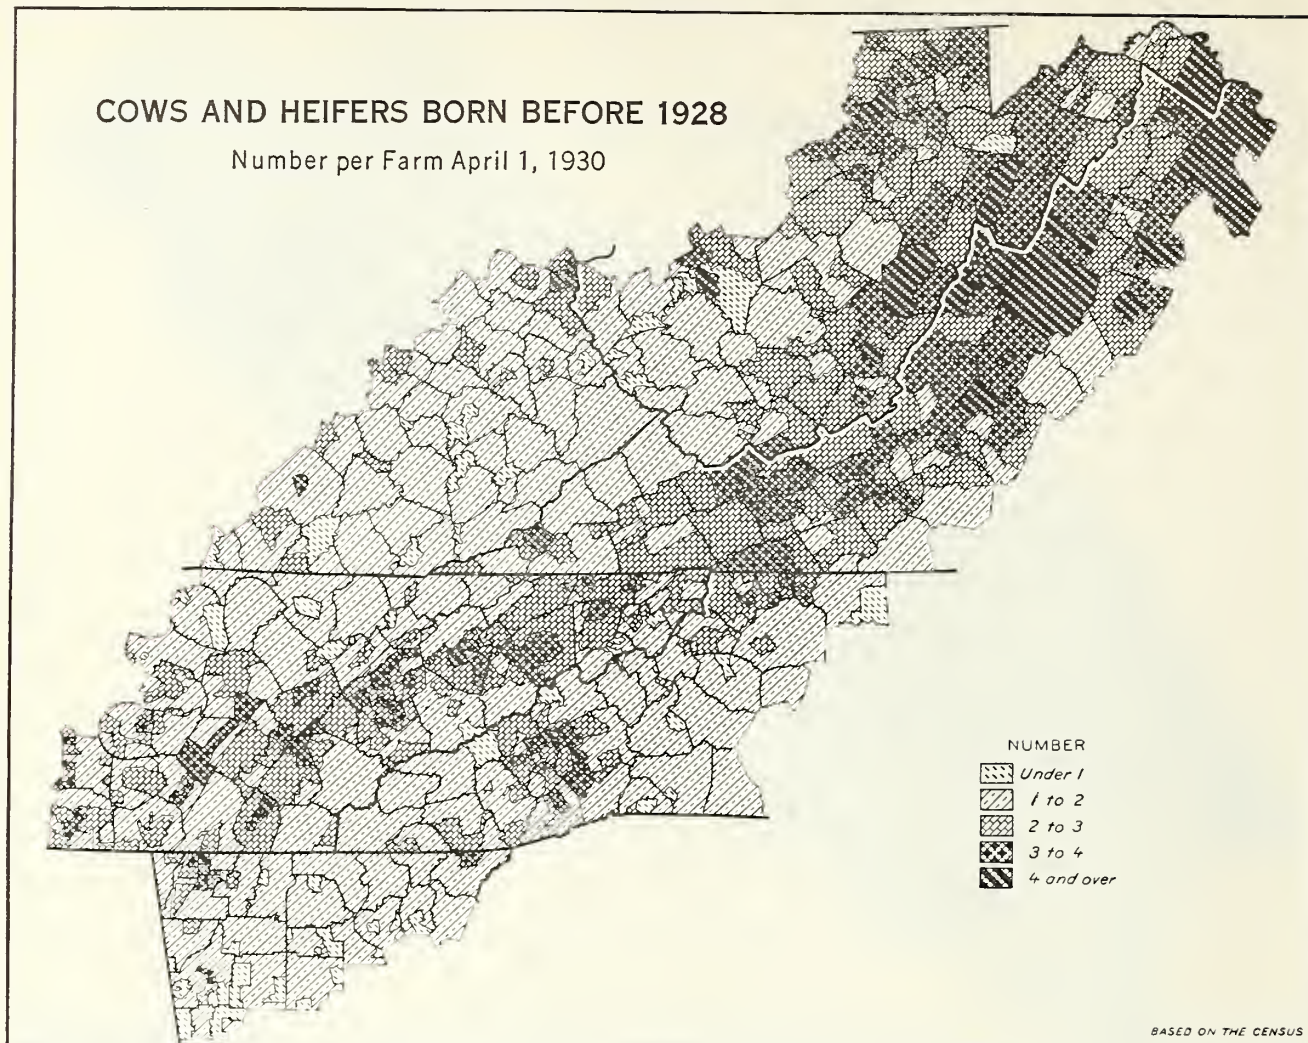 COWS AND HEIFERS BORN BEFORE 1928
Number per Farm April 1, 1930
NUMBER
Under 1
1 to 2
2 to 3
3 to 4
4 and over
BASED ON THE CENSUS